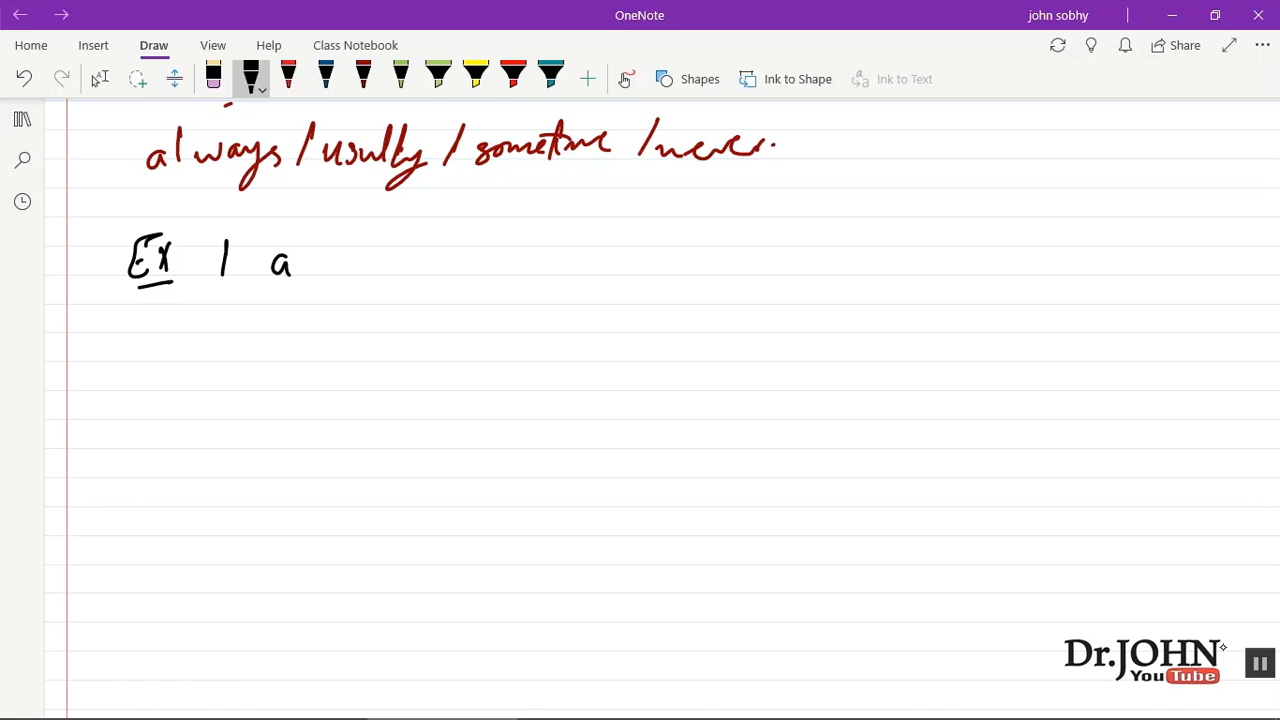 OneNote
john sobhy
Home Insert Draw View Help Class Notebook
Share
Shapes Ink to Shape Ink to Text
always/usully/sometime/never.
Ex I a
Dr.JOHN
YouTube